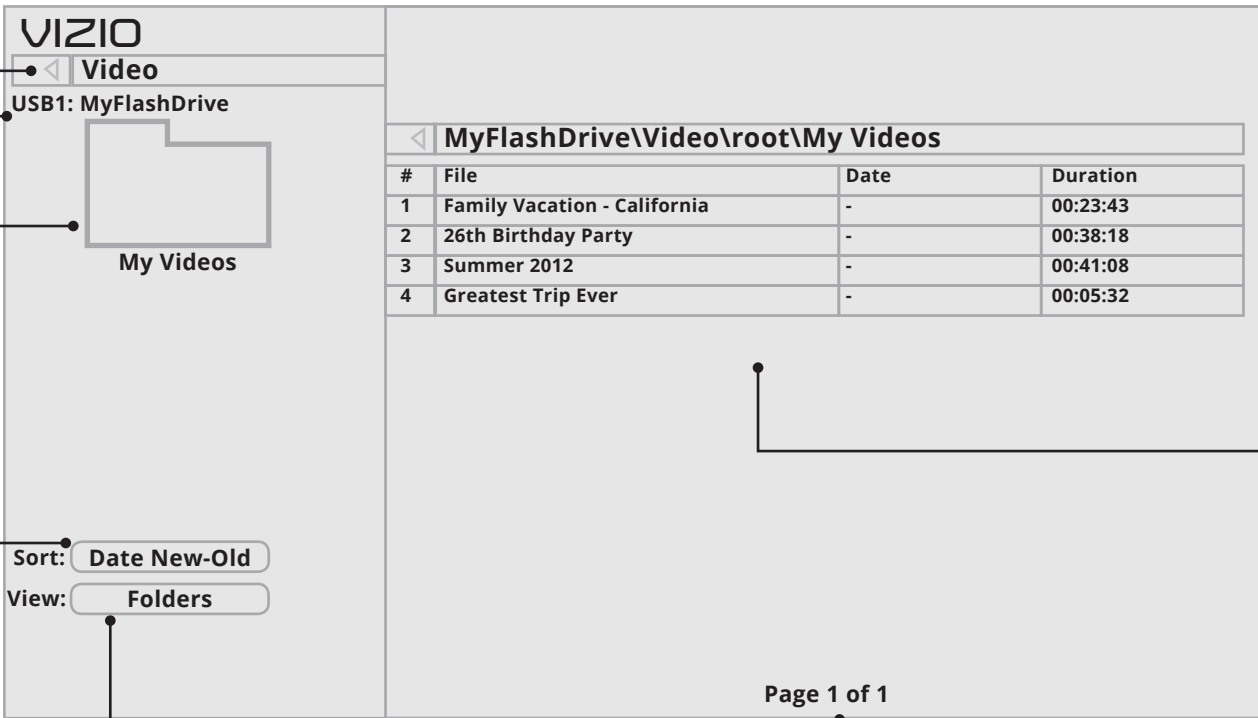 VIZIO
Video
USB1: MyFlashDrive
My Videos
Sort: Date New-Old
View: Folders
MyFlashDrive\Video\root\My Videos
# File Date Duration
1 Family Vacation - California - 00:23:43
2 26th Birthday Party - 00:38:18
3 Summer 2012 - 00:41:08
4 Greatest Trip Ever - 00:05:32
Page 1 of 1